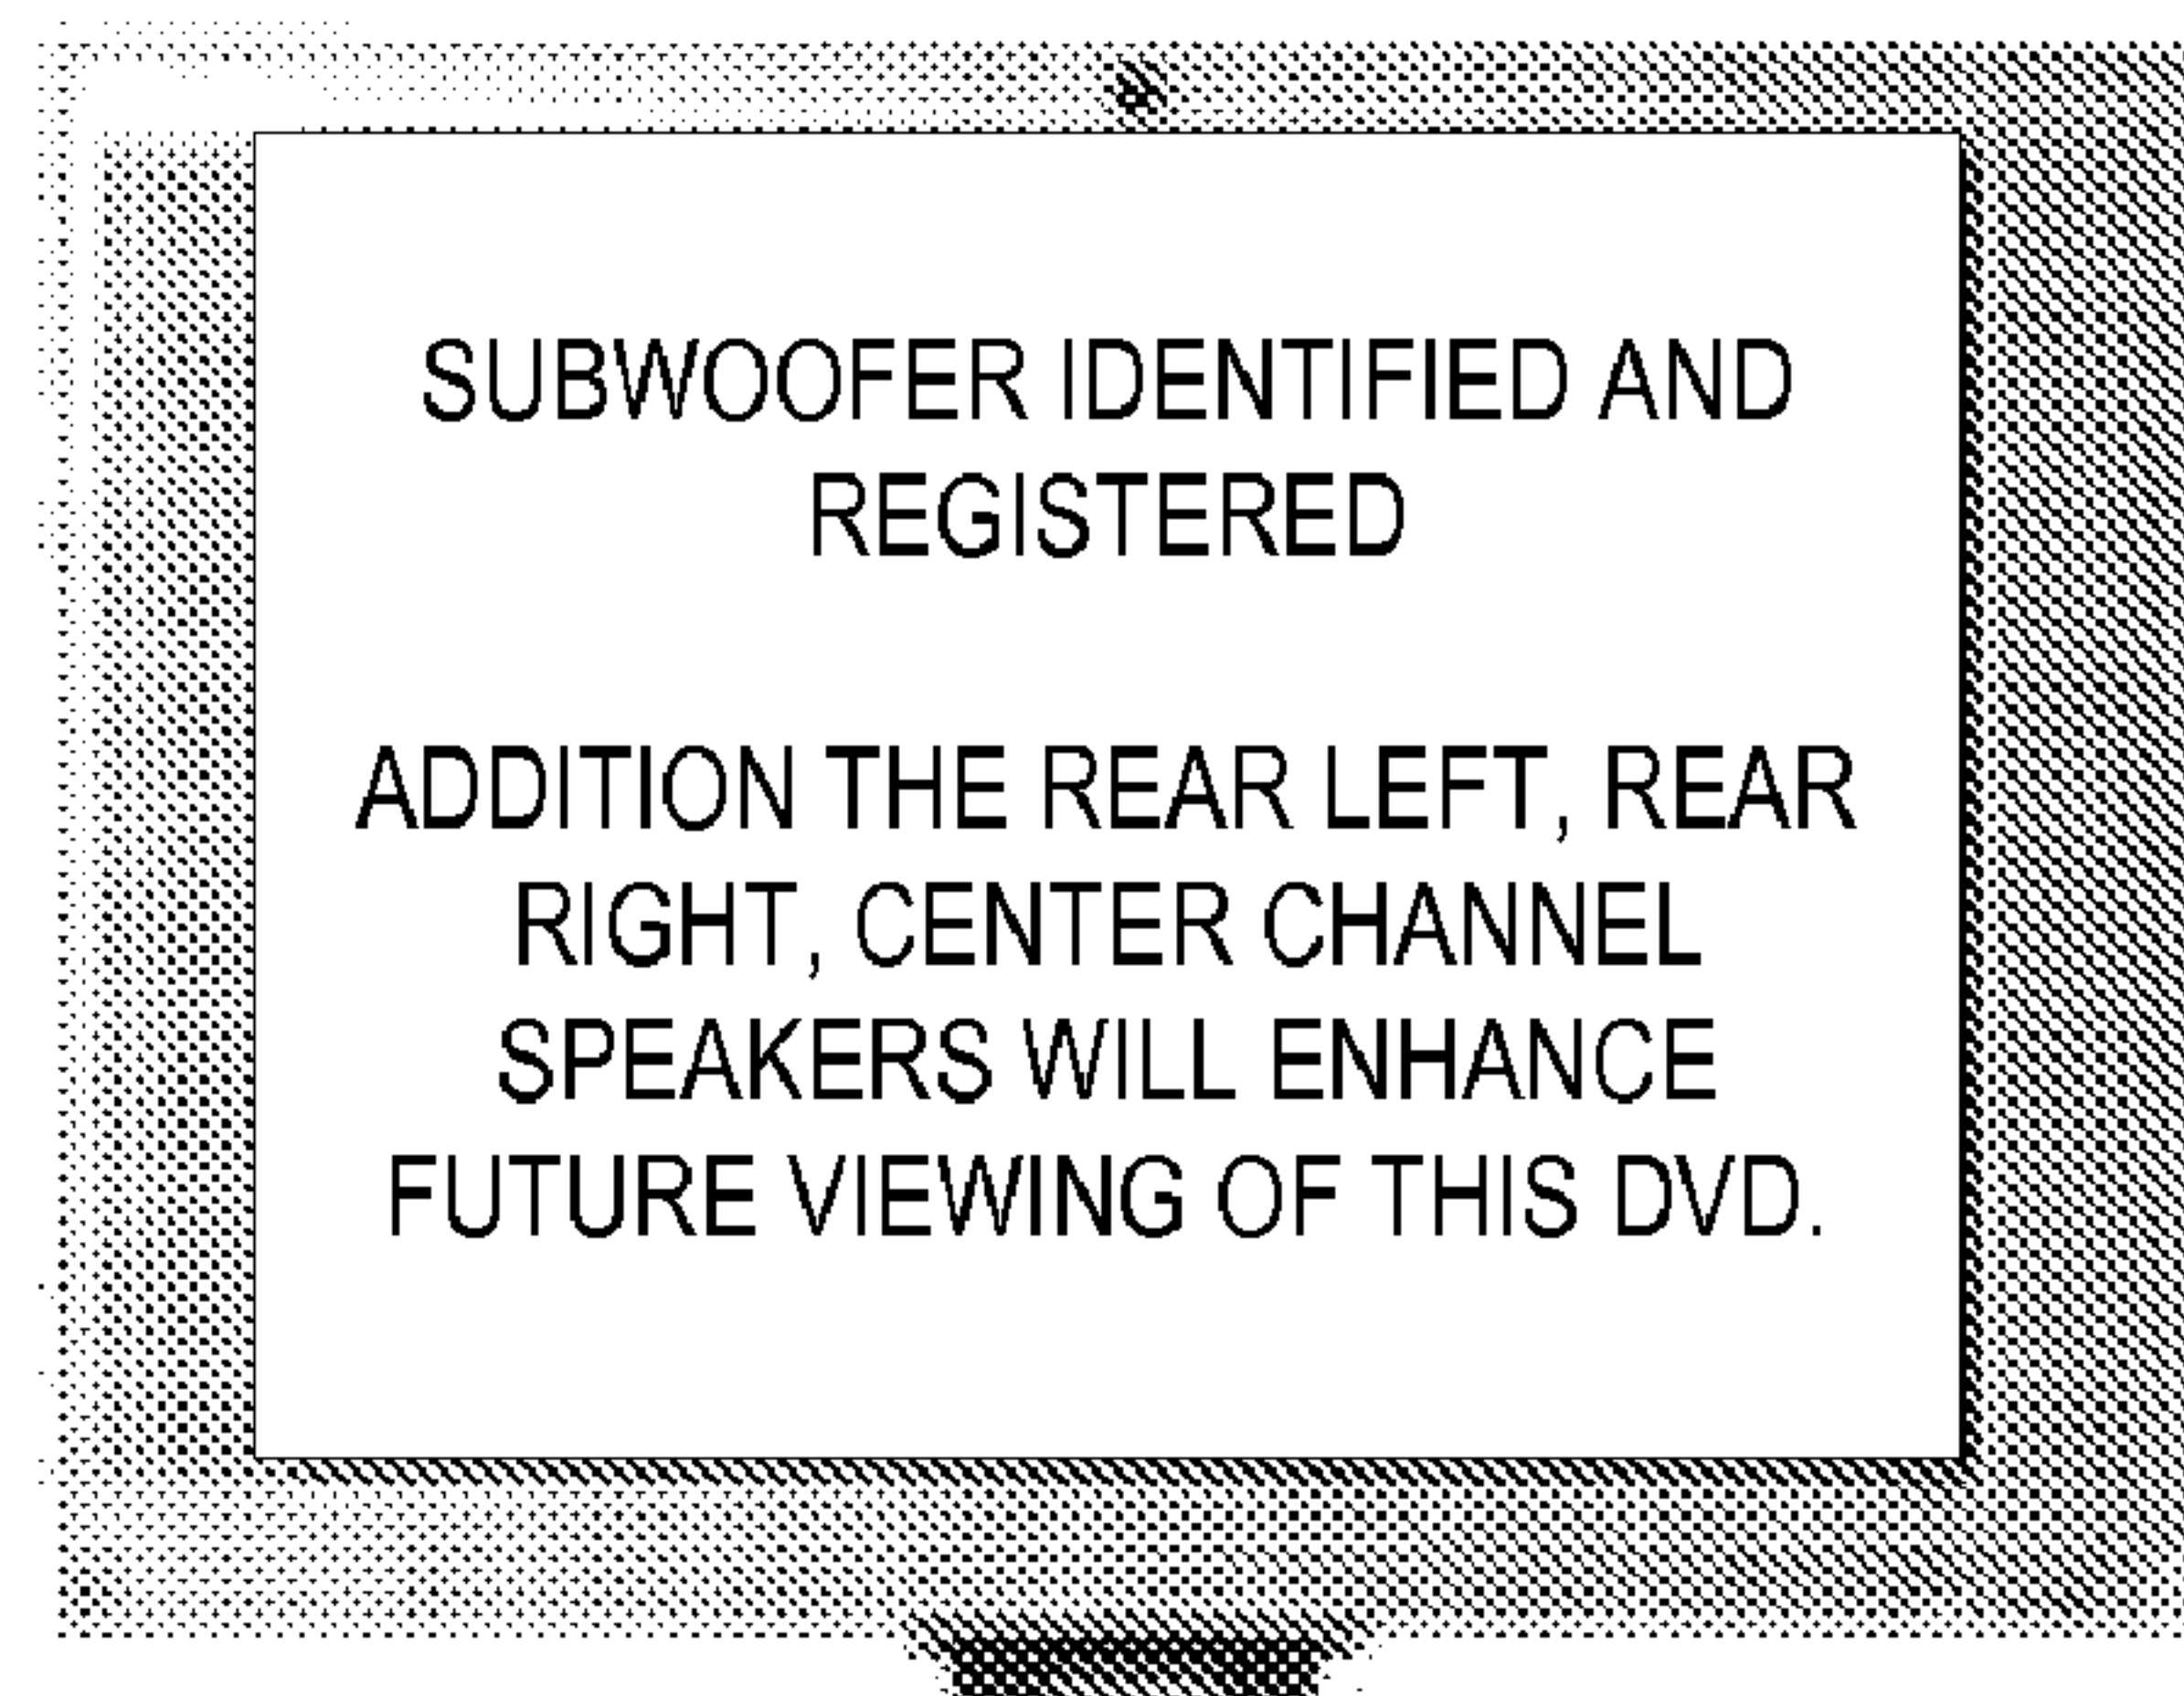 SUBWOOFER IDENTIFIED AND
REGISTERED
ADDITION THE REAR LEFT, REAR
RIGHT, CENTER CHANNEL
SPEAKERS WILL ENHANCE
FUTURE VIEWING OF THIS DVD.